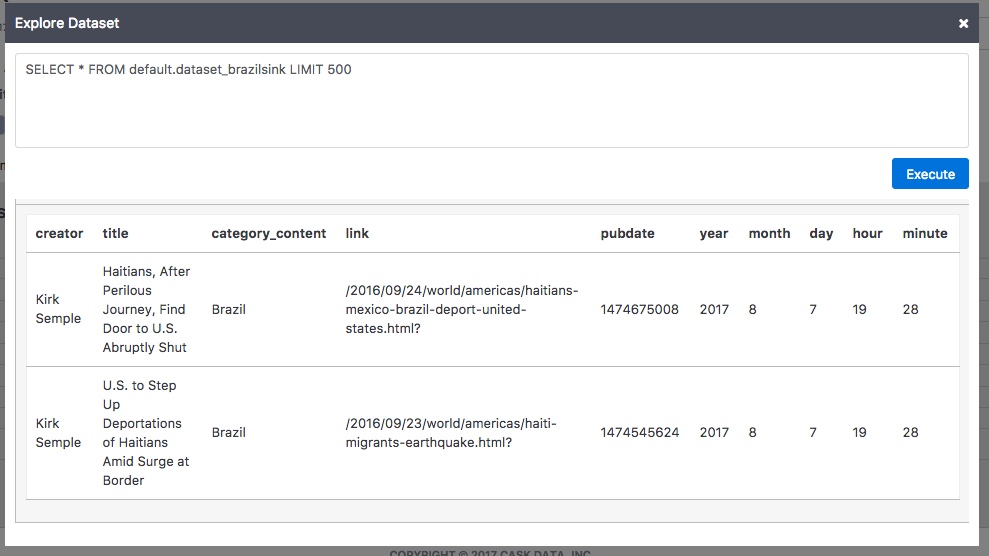 Explore Dataset ×
SELECT * FROM default.dataset_brazilsink LIMIT 500
Execute
creator title category_content link pubdate year month day hour minute
Kirk
Semple
Haitians, After
Perilous
Journey, Find
Door to U.S.
Abruptly Shut
Brazil
/2016/09/24/world/americas/haitians-
mexico-brazil-deport-united-
states.html?
1474675008 2017 8 7 19 28
Kirk
Semple
U.S. to Step
Up
Deportations
of Haitians
Amid Surge at
Border
Brazil
/2016/09/23/world/americas/haiti-
migrants-earthquake.html?
1474545624 2017 8 7 19 28
COPYRIGHT © 2017 CASK DATA, INC.